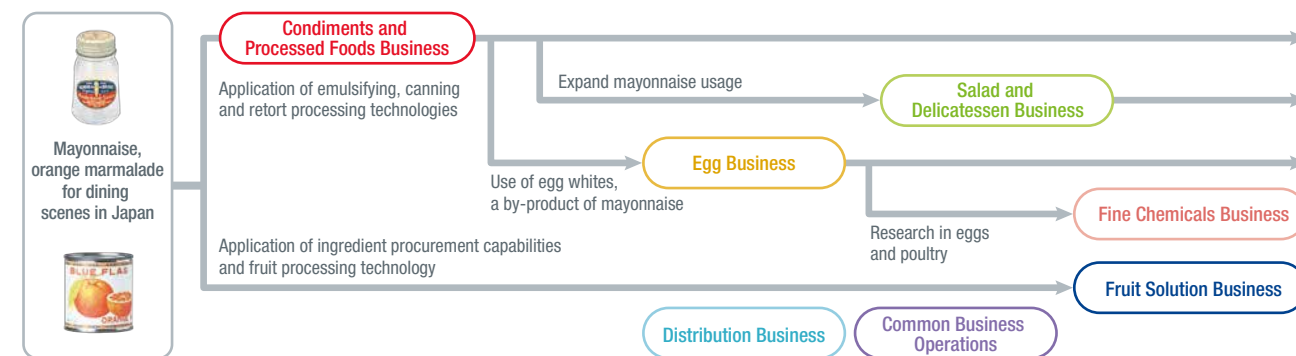 Mayonnaise,
orange marmalade
for dining
scenes in Japan
BLUE FLAG
ORANGE
Condiments and
Processed Foods Business
Application of emulsifying, canning
and retort processing technologies
Expand mayonnaise usage
Salad and
Delicatessen Business
Egg Business
Use of egg whites,
a by-product of mayonnaise
Fine Chemicals Business
Research in eggs
and poultry
Application of ingredient procurement capabilities
and fruit processing technology
Fruit Solution Business
Distribution Business
Common Business
Operations